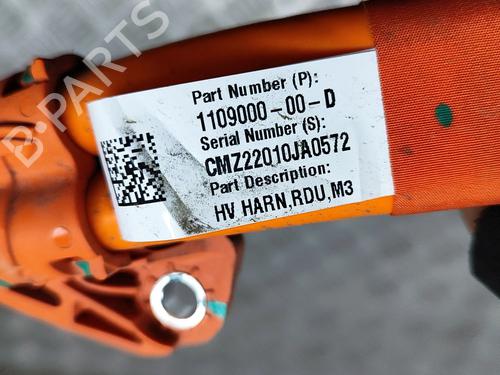 B-PARTS
Part Number (P):
1109000-00-D
Serial Number (S):
CMZ22010JA0572
Part Description:
HV HARN,RDU,M3